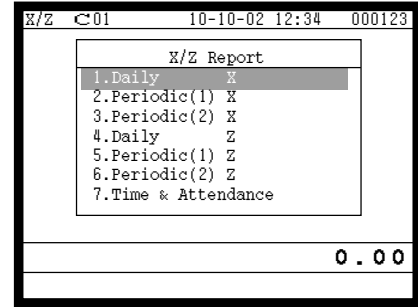 X/Z C01 10-10-02 12:34 000123
X/Z Report
1.Daily X
2.Periodic(1) X
3.Periodic(2) X
4.Daily Z
5.Periodic(1) Z
6.Periodic(2) Z
7.Time & Attendance
0.00